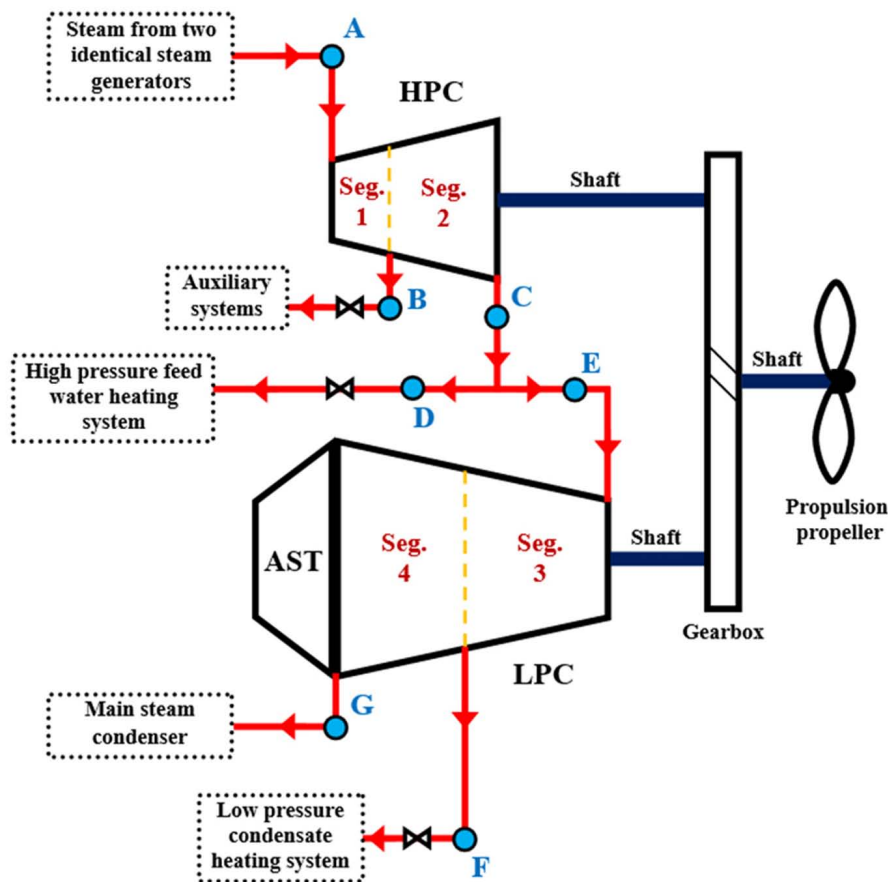 Steam from two
identical steam
generators
A
HPC
Seg.
1
Seg.
2
Shaft
Auxiliary
systems
B
C
High pressure feed
water heating
system
D
E
Shaft
Propulsion
propeller
AST
Seg.
4
Seg.
3
Shaft
Gearbox
LPC
Main steam
condenser
G
Low pressure
condensate
heating system
F